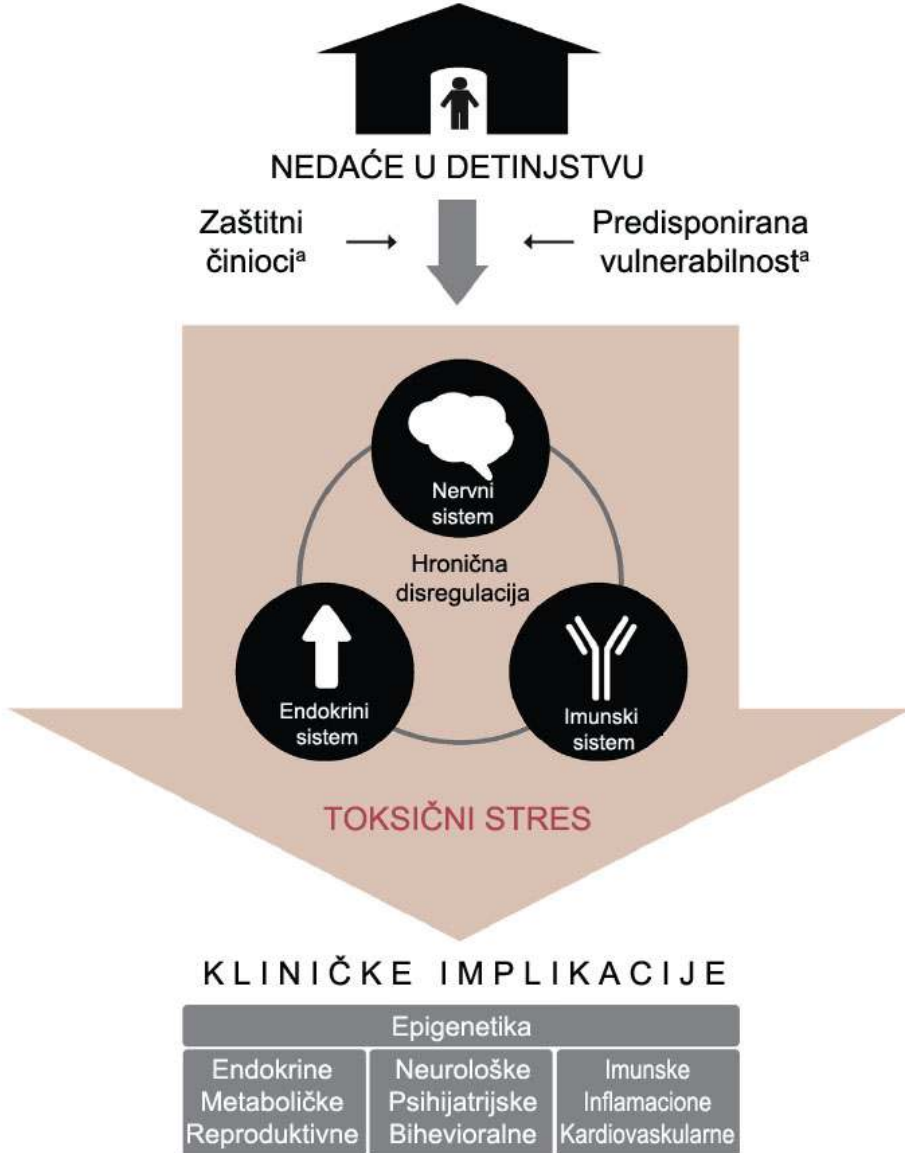 NEDAĆE U DETINJSTVU
Zaštitni
činiociª
Predisponirana
vulnerabilnostª
Nervni
sistem
Hronična
disregulacija
Endokrini
sistem
Imunski
sistem
TOKSIČNI STRES
KLINIČKE IMPLIKACIJE
Epigenetika
Endokrine
Metaboličke
Reproduktivne
Neurološke
Psihijatrijske
Bihevioralne
Imunske
Inflamacione
Kardiovaskularne